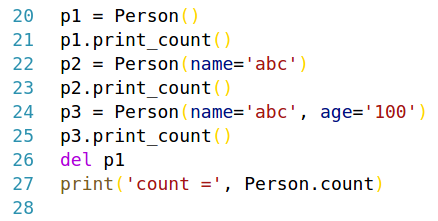 20 p1 = Person()
21 p1.print_count()
22 p2 = Person(name='abc')
23 p2.print_count()
24 p3 = Person(name='abc', age='100')
25 p3.print_count()
26 del p1
27 print('count =', Person.count)
28